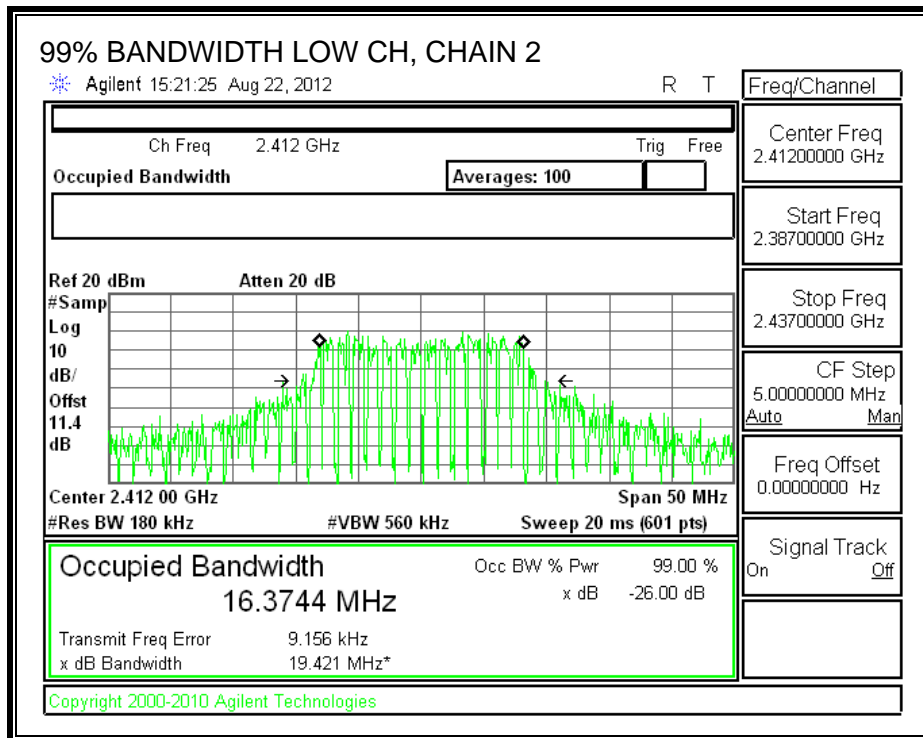 99% BANDWIDTH LOW CH, CHAIN 2
Agilent 15:21:25 Aug 22, 2012 R T
Ch Freq 2.412 GHz Trig Free
Occupied Bandwidth Averages: 100
Ref 20 dBm Atten 20 dB
#Samp
Log
10
dB/
Offst
11.4
dB
Center 2.412 00 GHz Span 50 MHz
#Res BW 180 kHz #VBW 560 kHz Sweep 20 ms (601 pts)
Occupied Bandwidth Occ BW % Pwr 99.00 %
16.3744 MHz x dB -26.00 dB
Transmit Freq Error 9.156 kHz
x dB Bandwidth 19.421 MHz*
Copyright 2000-2010 Agilent Technologies
Freq/Channel
Center Freq
2.41200000 GHz
Start Freq
2.38700000 GHz
Stop Freq
2.43700000 GHz
CF Step
5.00000000 MHz
Auto Man
Freq Offset
0.00000000 Hz
Signal Track
On Off